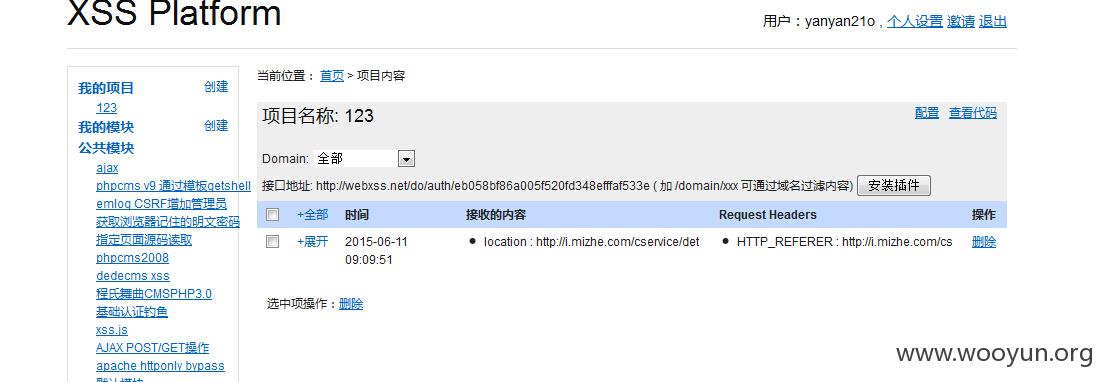 XSS Platform
用户：yanyan21o , 个人设置 邀请 退出
我的项目 创建
123
我的模块 创建
公共模块
ajax
phpcms v9 通过模板getshell
emlog CSRF增加管理员
获取浏览器记住的明文密码
指定页面源码读取
phpcms2008
dedecms xss
程氏舞曲CMSPHP3.0
基础认证钓鱼
xss.js
AJAX POST/GET操作
apache httponly bypass
默认模块
当前位置： 首页 > 项目内容
项目名称: 123
配置 查看代码
Domain: 全部
接口地址: http://webxss.net/do/auth/eb058bf86a005f520fd348efffaf533e ( 加 /domain/xxx 可通过域名过滤内容) 安装插件
+全部 时间 接收的内容 Request Headers 操作
+展开 2015-06-11 09:09:51 • location : http://i.mizhe.com/cservice/det • HTTP_REFERER : http://i.mizhe.com/cs 删除
选中项操作：删除
www.wooyun.org